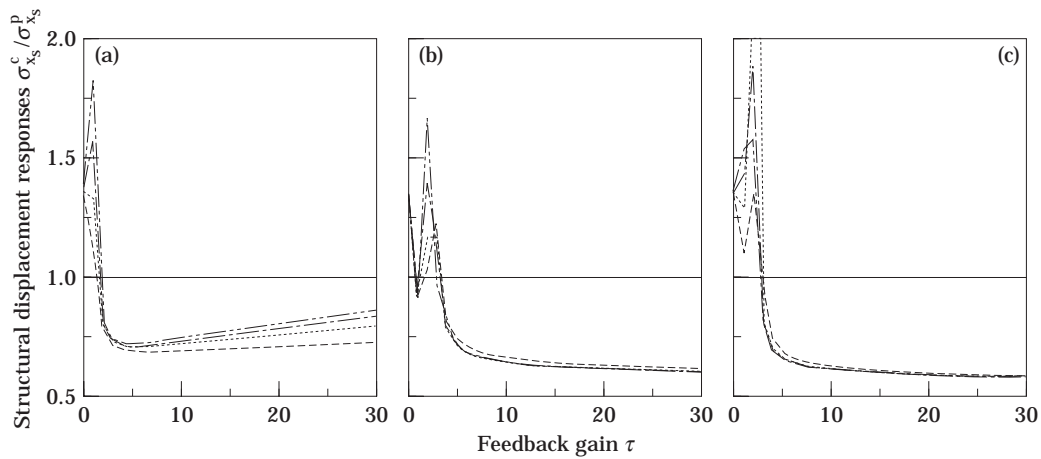 Structural displacement responses σ^c_{x_s}/σ^p_{x_s}
2.0
1.5
1.0
0.5
(a)
(b)
(c)
0 10 20 30
0 10 20 30
0 10 20 30
Feedback gain τ